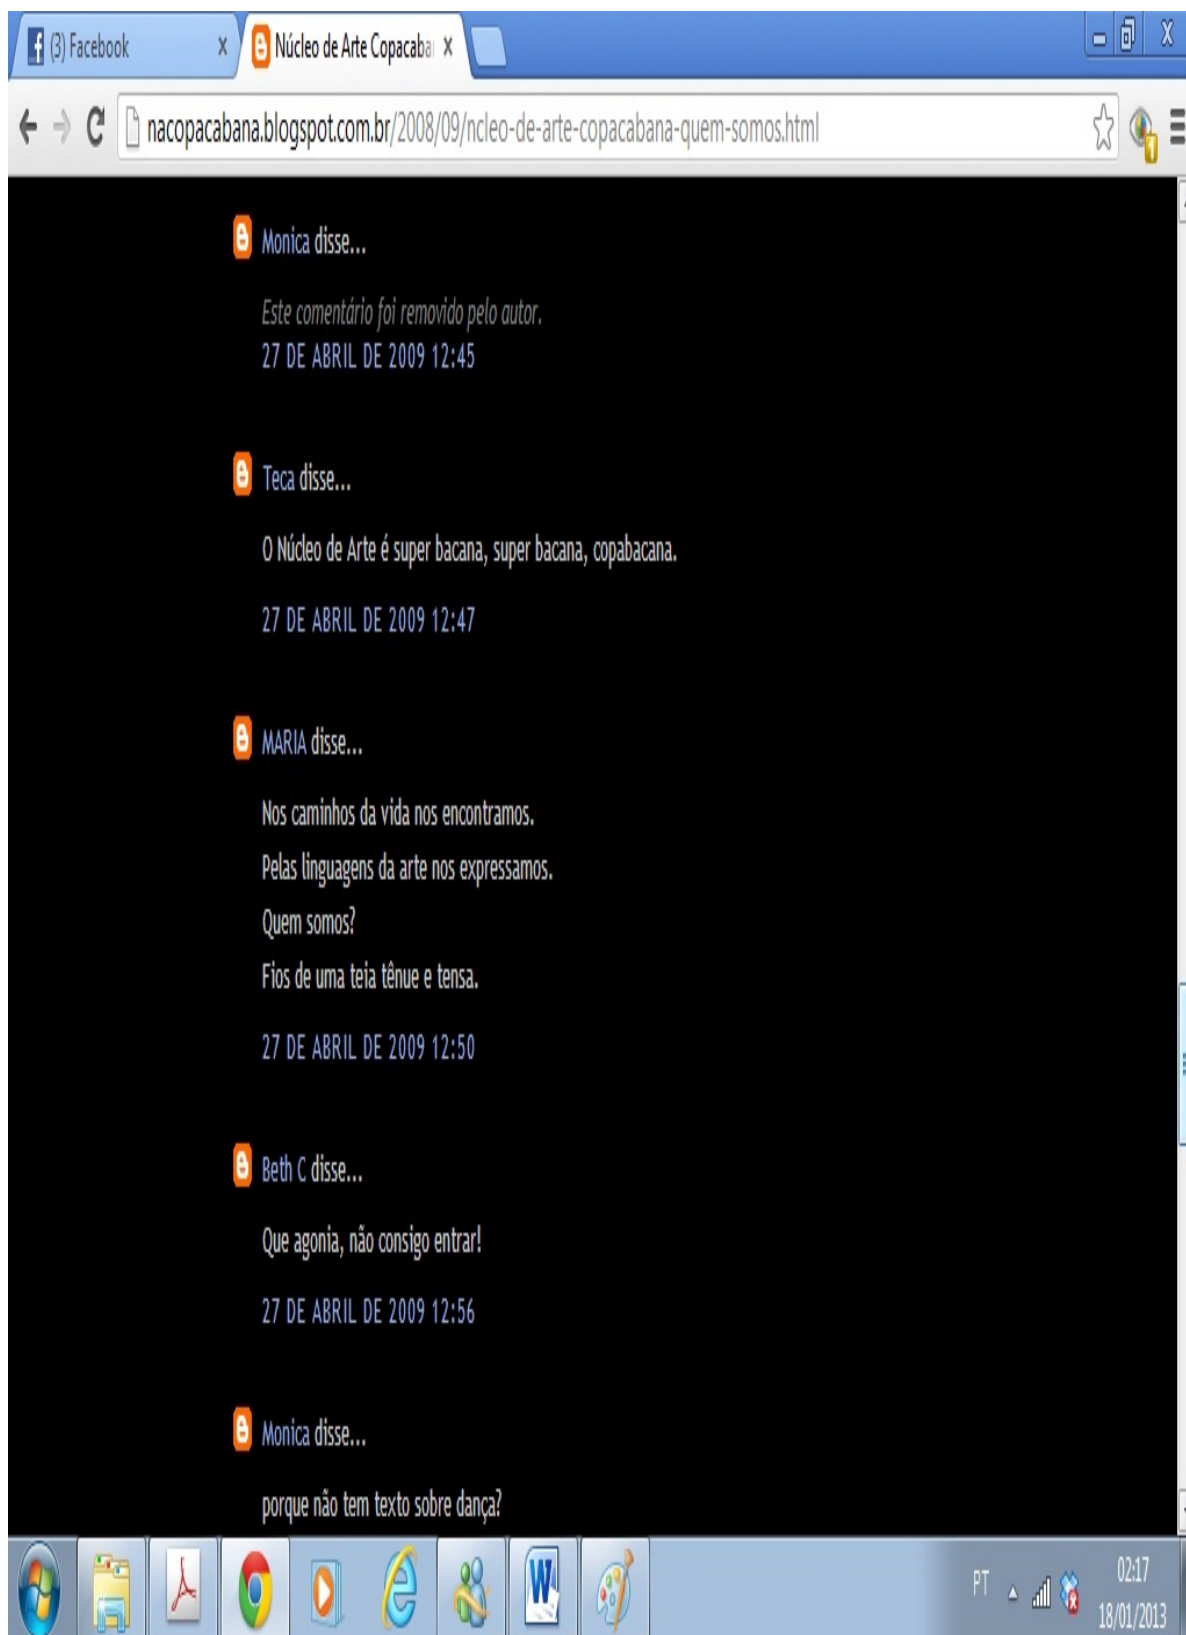 (3) Facebook
Núcleo de Arte Copacaba
nacopacabana.blogspot.com.br/2008/09/ncleo-de-arte-copacabana-quem-somos.html
Monica disse...
Este comentário foi removido pelo autor.
27 DE ABRIL DE 2009 12:45
Teca disse...
O Núcleo de Arte é super bacana, super bacana, copabacana.
27 DE ABRIL DE 2009 12:47
MARIA disse...
Nos caminhos da vida nos encontramos.
Pelas linguagens da arte nos expressamos.
Quem somos?
Fios de uma teia tênue e tensa.
27 DE ABRIL DE 2009 12:50
Beth C disse...
Que agonia, não consigo entrar!
27 DE ABRIL DE 2009 12:56
Monica disse...
porque não tem texto sobre dança?
PT
02:17
18/01/2013